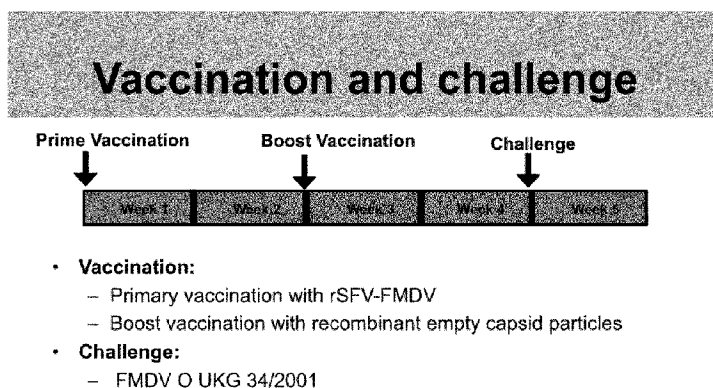 Vaccination and challenge
Prime Vaccination Boost Vaccination Challenge
Week 1 Week 2 Week 3 Week 4 Week 5
• Vaccination:
– Primary vaccination with rSFV-FMDV
– Boost vaccination with recombinant empty capsid particles
• Challenge:
– FMDV O UKG 34/2001